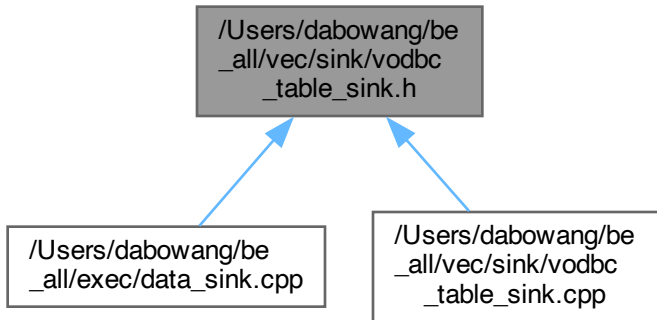 /Users/dabowang/be
_all/vec/sink/vodbc
_table_sink.h
/Users/dabowang/be
_all/exec/data_sink.cpp
/Users/dabowang/be
_all/vec/sink/vodbc
_table_sink.cpp